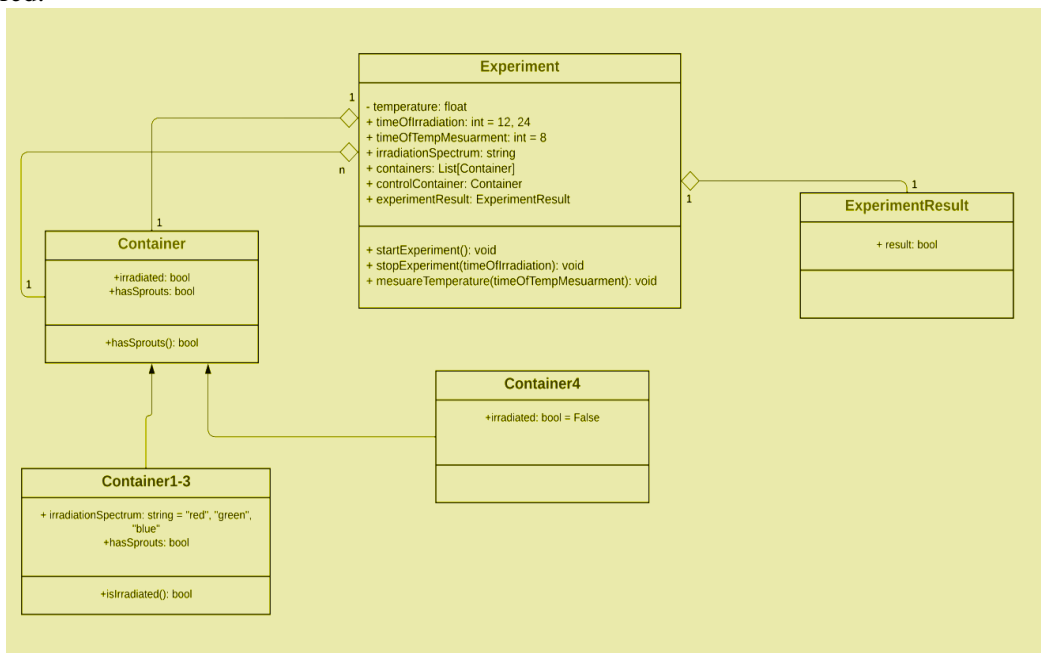 Experiment
- temperature: float
+ timeOfIrradiation: int = 12, 24
+ timeOfTempMesuarment: int = 8
+ irradiationSpectrum: string
+ containers: List[Container]
+ controlContainer: Container
+ experimentResult: ExperimentResult
+ startExperiment(): void
+ stopExperiment(timeOfIrradiation): void
+ mesuareTemperature(timeOfTempMesuarment): void
1
n
1
1
ExperimentResult
+ result: bool
1
Container
+irradiated: bool
+hasSprouts: bool
+hasSprouts(): bool
1
Container4
+irradiated: bool = False
Container1-3
+ irradiationSpectrum: string = "red", "green",
"blue"
+hasSprouts: bool
+isIrradiated(): bool